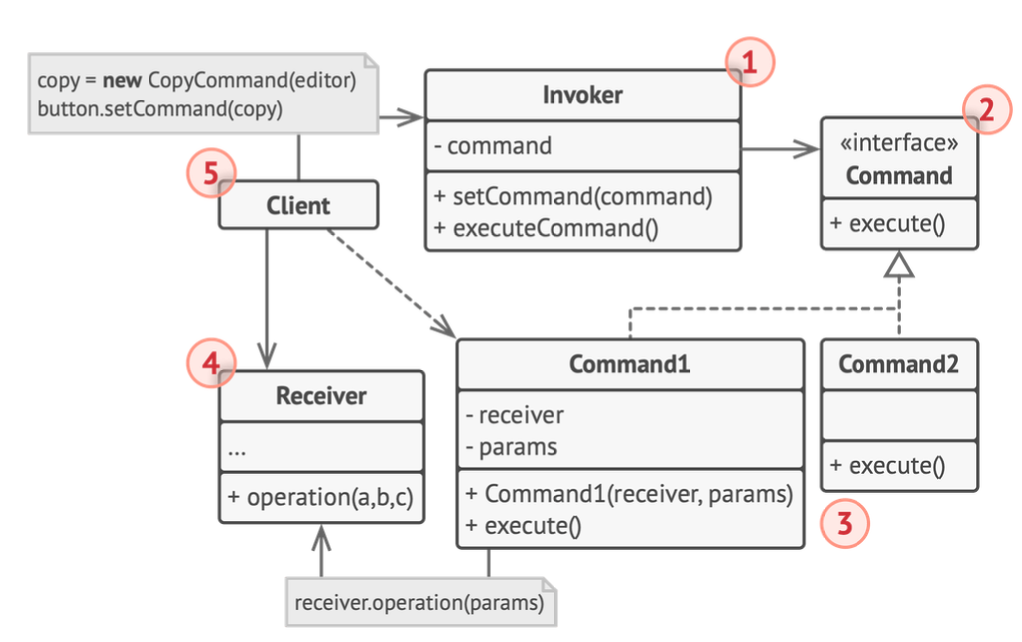 copy = new CopyCommand(editor)
button.setCommand(copy)
1
Invoker
- command
+ setCommand(command)
+ executeCommand()
2
«interface»
Command
+ execute()
5
Client
4
Receiver
...
+ operation(a,b,c)
Command1
- receiver
- params
+ Command1(receiver, params)
+ execute()
Command2
+ execute()
3
receiver.operation(params)